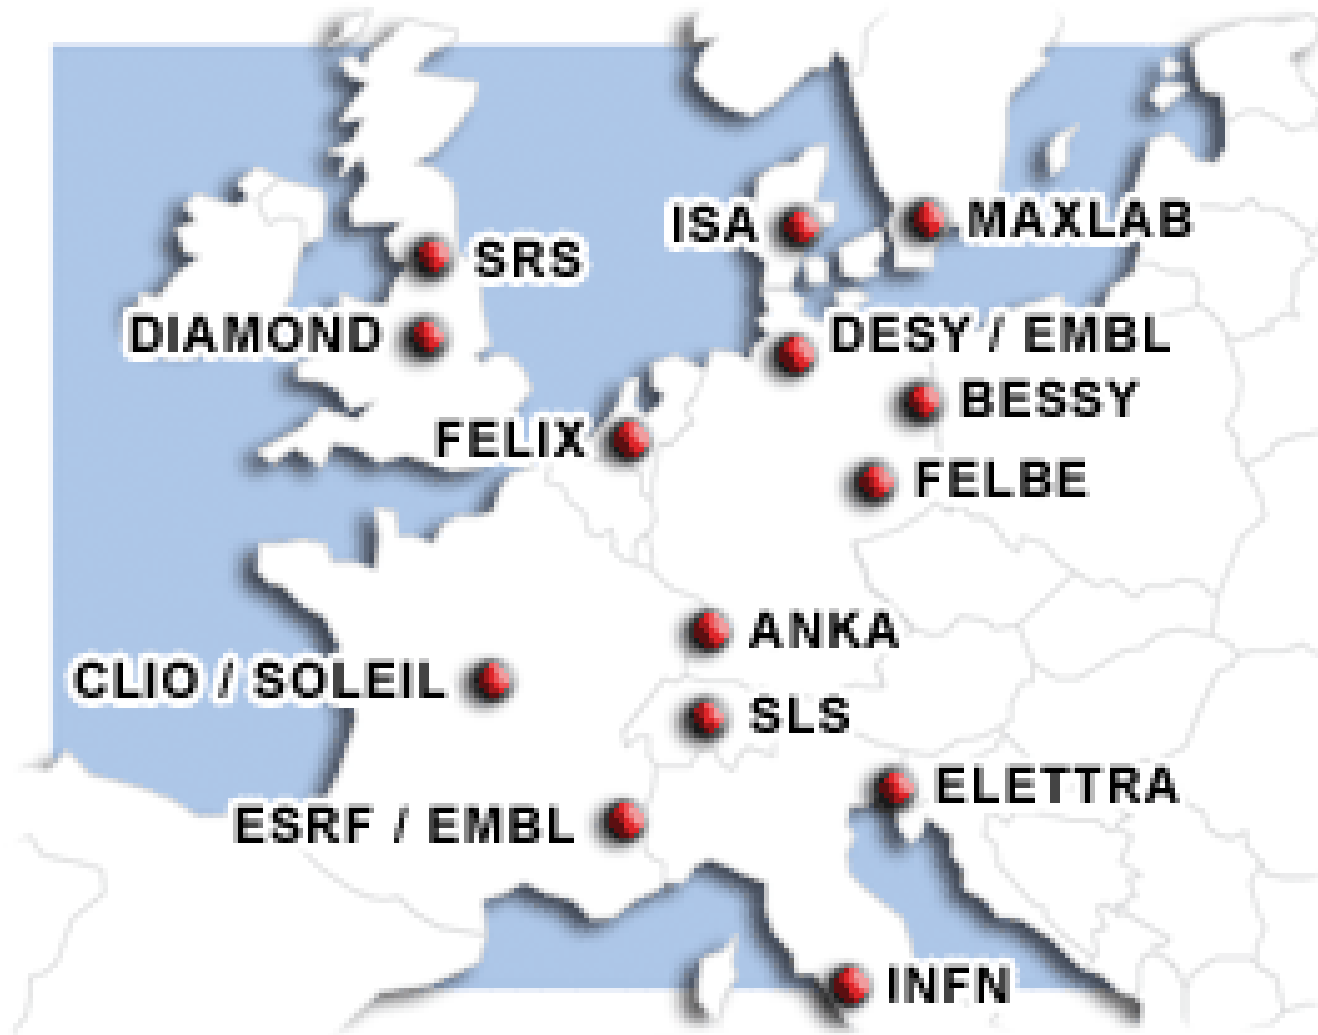 ISA
MAXLAB
SRS
DIAMOND
DESY / EMBL
BESSY
FELIX
FELBE
ANKA
CLIO / SOLEIL
SLS
ELETTRA
ESRF / EMBL
INFN